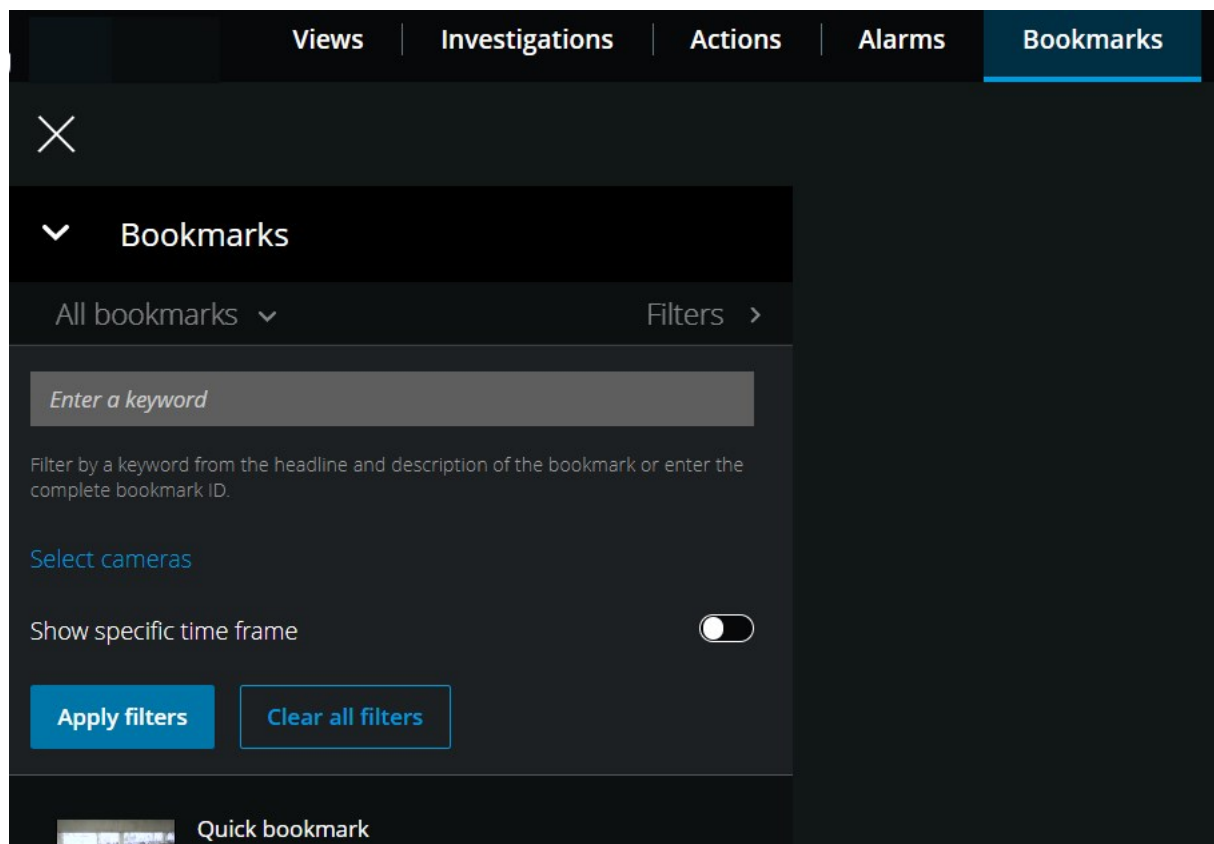 Views
Investigations
Actions
Alarms
Bookmarks
Bookmarks
All bookmarks
Filters
Enter a keyword
Filter by a keyword from the headline and description of the bookmark or enter the
complete bookmark ID.
Select cameras
Show specific time frame
Apply filters
Clear all filters
Quick bookmark